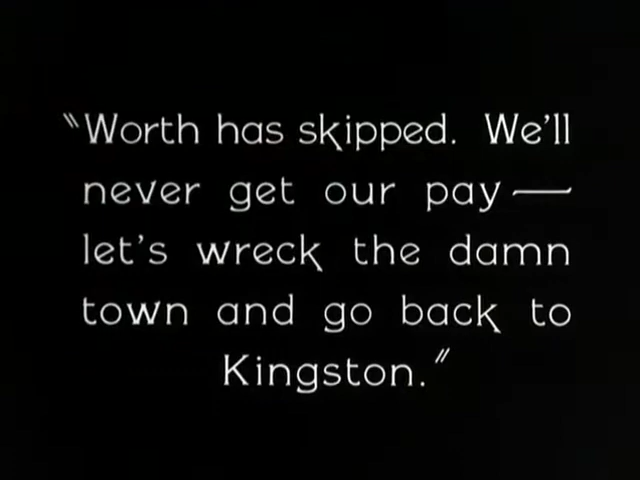 "Worth has skipped. We'll
never get our pay—
let's wreck the damn
town and go back to
Kingston."